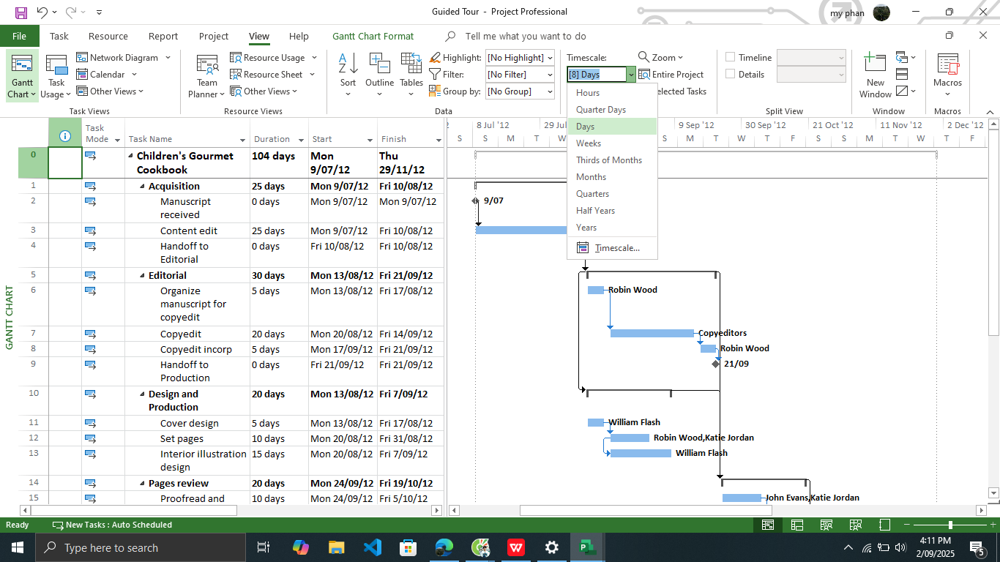 Guided Tour - Project Professional
my phan
File Task Resource Report Project View Help Gantt Chart Format Tell me what you want to do
Gantt Chart
Task Usage
Network Diagram
Calendar
Other Views
Task Views
Team Planner
Resource Usage
Resource Sheet
Other Views
Resource Views
Sort
Outline
Tables
Highlight: [No Highlight]
Filter: [No Filter]
Group by: [No Group]
Data
Timescale:
[8] Days
Zoom
Entire Project
elected Tasks
Timeline
Details
Split View
New Window
Window
Macros
Macros
Hours
Quarter Days
Days
Weeks
Thirds of Months
Months
Quarters
Half Years
Years
Timescale...
Task Mode Task Name Duration Start Finish
2 8 Jul '12 29 Jul 9 Sep '12 30 Sep '12 21 Oct '12 11 Nov '12 2 Dec '12
S S M T W S M T W T F S S M T W T F
GANTT CHART
0 Children's Gourmet Cookbook 104 days Mon 9/07/12 Thu 29/11/12
1 Acquisition 25 days Mon 9/07/12 Fri 10/08/12
2 Manuscript received 0 days Mon 9/07/12 Mon 9/07/12
3 Content edit 25 days Mon 9/07/12 Fri 10/08/12
4 Handoff to Editorial 0 days Fri 10/08/12 Fri 10/08/12
5 Editorial 30 days Mon 13/08/12 Fri 21/09/12
6 Organize manuscript for copyedit 5 days Mon 13/08/12 Fri 17/08/12
7 Copyedit 20 days Mon 20/08/12 Fri 14/09/12
8 Copyedit incorp 5 days Mon 17/09/12 Fri 21/09/12
9 Handoff to Production 0 days Fri 21/09/12 Fri 21/09/12
10 Design and Production 20 days Mon 13/08/12 Fri 7/09/12
11 Cover design 5 days Mon 13/08/12 Fri 17/08/12
12 Set pages 10 days Mon 20/08/12 Fri 31/08/12
13 Interior illustration design 15 days Mon 20/08/12 Fri 7/09/12
14 Pages review 20 days Mon 24/09/12 Fri 19/10/12
15 Proofread and 10 days Mon 24/09/12 Fri 5/10/12
9/07
Robin Wood
Copyeditors
Robin Wood
21/09
William Flash
Robin Wood,Katie Jordan
William Flash
John Evans,Katie Jordan
Ready New Tasks : Auto Scheduled
Type here to search
4:11 PM
2/09/2025
5